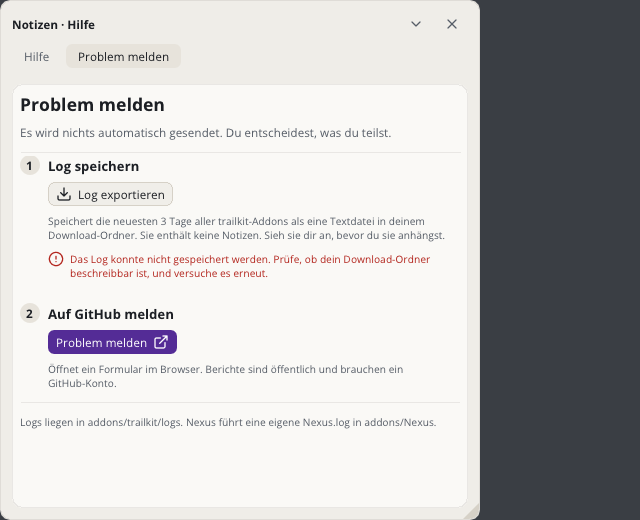 Notizen · Hilfe
Hilfe
Problem melden
Problem melden
Es wird nichts automatisch gesendet. Du entscheidest, was du teilst.
1
Log speichern
Log exportieren
Speichert die neuesten 3 Tage aller trailkit-Addons als eine Textdatei in deinem
Download-Ordner. Sie enthält keine Notizen. Sieh sie dir an, bevor du sie anhängst.
Das Log konnte nicht gespeichert werden. Prüfe, ob dein Download-Ordner
beschreibbar ist, und versuche es erneut.
2
Auf GitHub melden
Problem melden
Öffnet ein Formular im Browser. Berichte sind öffentlich und brauchen ein
GitHub-Konto.
Logs liegen in addons/trailkit/logs. Nexus führt eine eigene Nexus.log in addons/Nexus.